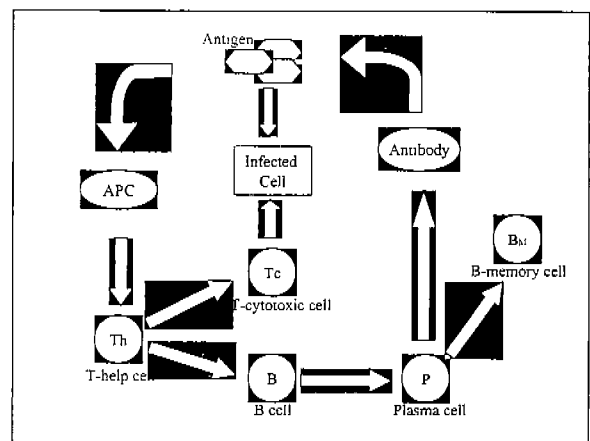 Antigen
Antibody
Infected
Cell
APC
BM
B-memory cell
Tc
T-cytotoxic cell
Th
T-help cell
B
B cell
P
Plasma cell